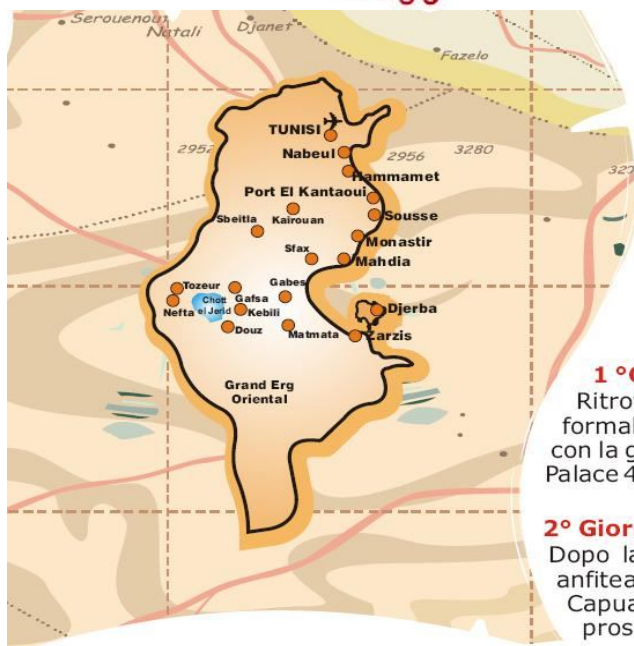 Serouenout
Natali
Djanet
Fazelo
TUNISI
2952
Nabeul
2956
3280
Hammamet
Port El Kantaoui
Sbeitla
Kairouan
Sousse
Monastir
Sfax
Mahdia
Tozeur
Gabes
Chott
el Jerid
Gafsa
Nefta
Kebili
Djerba
Douz
Matmata
Zarzis
Grand Erg
Oriental
1 °
Ritro
formal
con la g
Palace 4
2° Gior
Dopo la
anfitea
Capua
pros